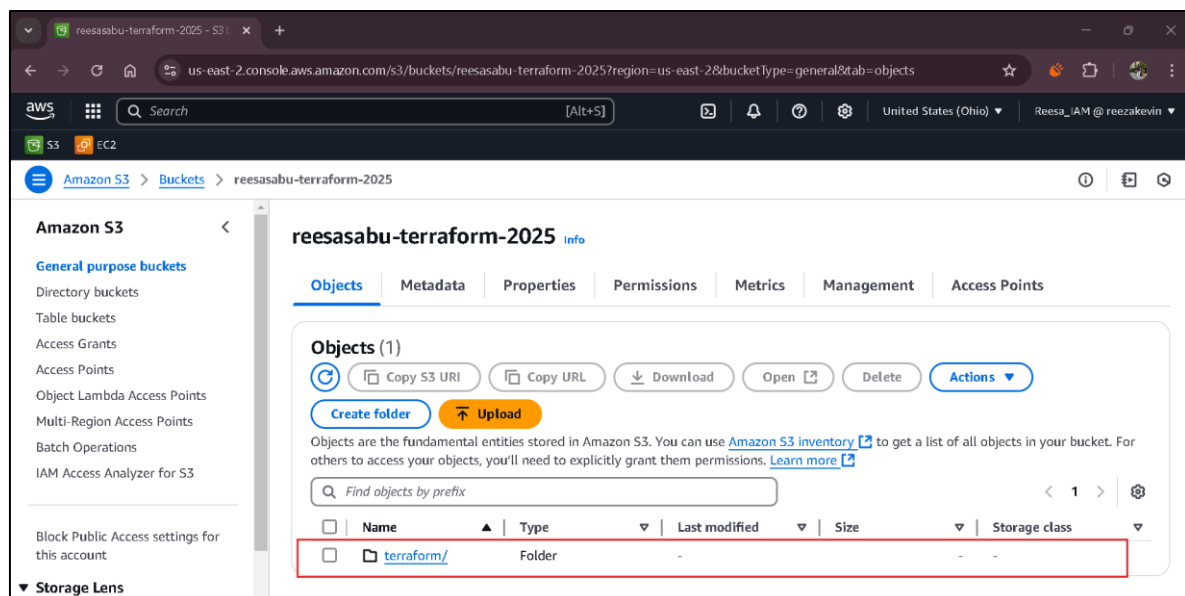 reesasabu-terraform-2025 - S3 b
us-east-2.console.aws.amazon.com/s3/buckets/reesasabu-terraform-2025?region=us-east-2&bucketType=general&tab=objects
aws
Search
[Alt+S]
United States (Ohio)
Reesa_IAM @ reezakevin
S3
EC2
Amazon S3 > Buckets > reesasabu-terraform-2025
Amazon S3
General purpose buckets
Directory buckets
Table buckets
Access Grants
Access Points
Object Lambda Access Points
Multi-Region Access Points
Batch Operations
IAM Access Analyzer for S3
Block Public Access settings for
this account
Storage Lens
reesasabu-terraform-2025 Info
Objects Metadata Properties Permissions Metrics Management Access Points
Objects (1)
Copy S3 URI Copy URL Download Open Delete Actions
Create folder Upload
Objects are the fundamental entities stored in Amazon S3. You can use Amazon S3 inventory to get a list of all objects in your bucket. For
others to access your objects, you'll need to explicitly grant them permissions. Learn more
Find objects by prefix
1
Name Type Last modified Size Storage class
terraform/ Folder - - -